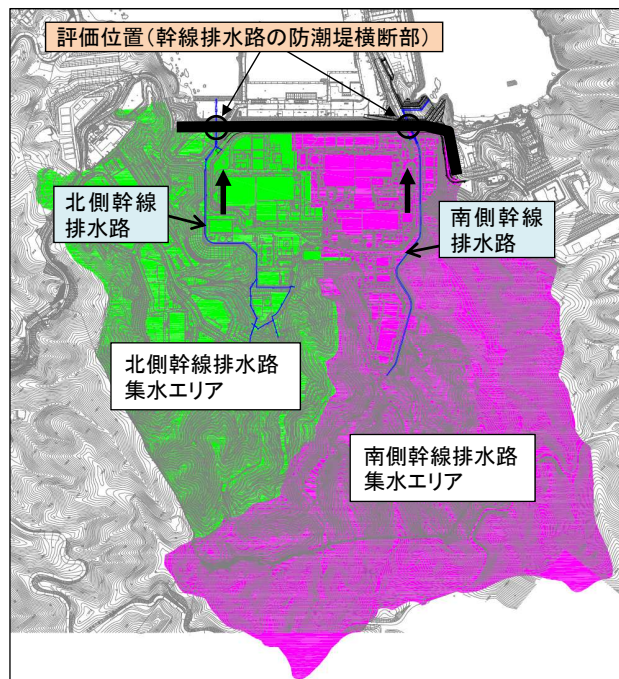 評価位置(幹線排水路の防潮堤横断部)
北側幹線
排水路
南側幹線
排水路
北側幹線排水路
集水エリア
南側幹線排水路
集水エリア